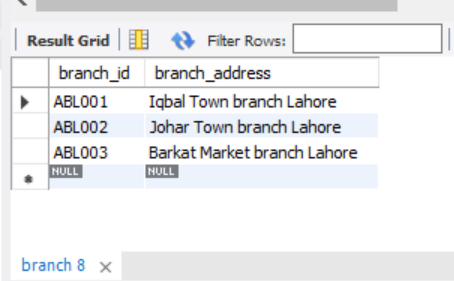 Result Grid Filter Rows:
branch_id branch_address
ABL001 Iqbal Town branch Lahore
ABL002 Johar Town branch Lahore
ABL003 Barkat Market branch Lahore
NULL NULL
branch 8